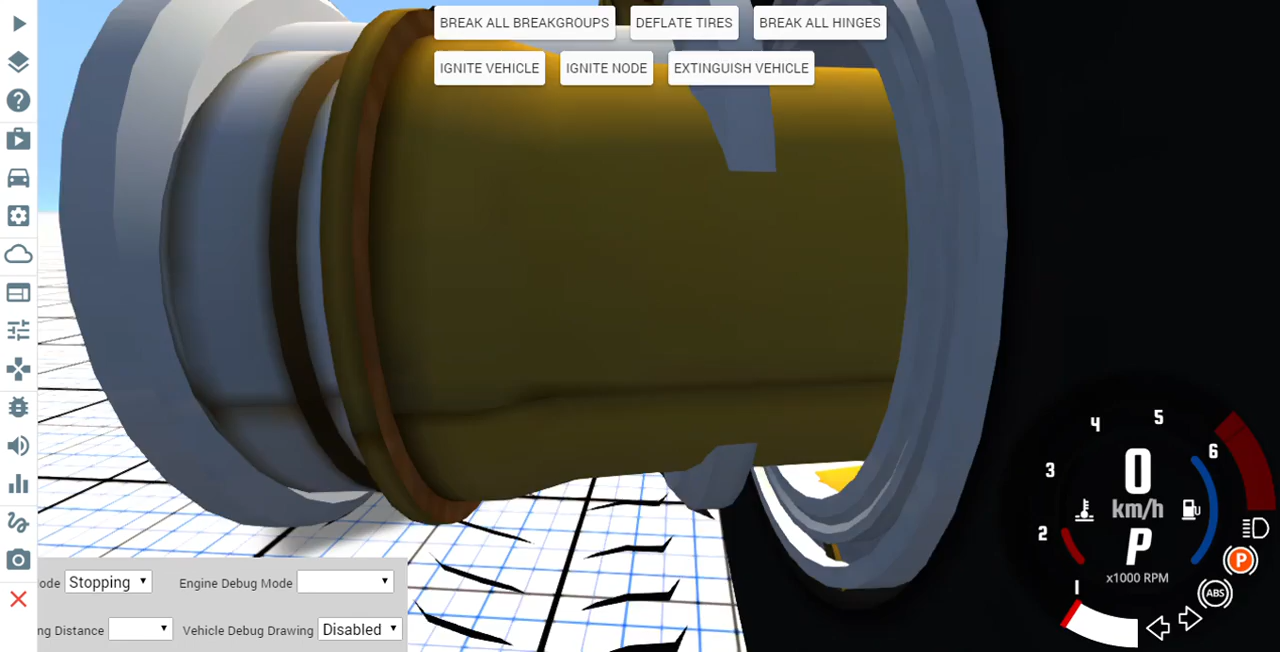 BREAK ALL BREAKGROUPS DEFLATE TIRES BREAK ALL HINGES
IGNITE VEHICLE IGNITE NODE EXTINGUISH VEHICLE
5
4
6
3
0
km/h
2
P
x1000 RPM
1
ABS
ode Stopping Engine Debug Mode
ng Distance Vehicle Debug Drawing Disabled